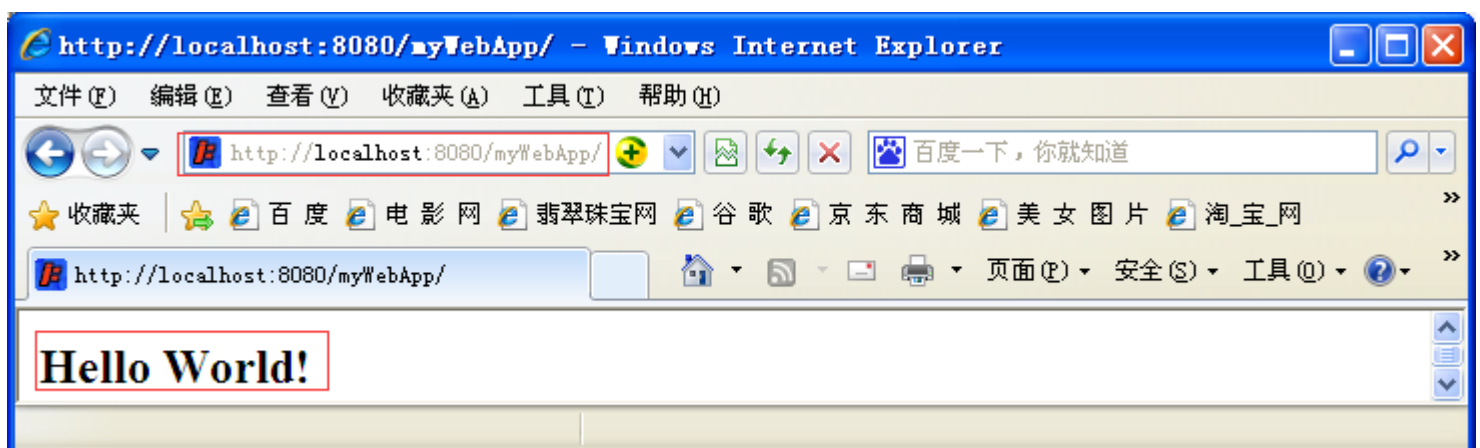 http://localhost:8080/myWebApp/ - Windows Internet Explorer
文件(F) 编辑(E) 查看(V) 收藏夹(A) 工具(T) 帮助(H)
http://localhost:8080/myWebApp/ 百度一下，你就知道
收藏夹 百度 电影网 翡翠珠宝网 谷歌 京东商城 美女图片 淘_宝_网 »
http://localhost:8080/myWebApp/ 页面(P) 安全(S) 工具(O) »
Hello World!